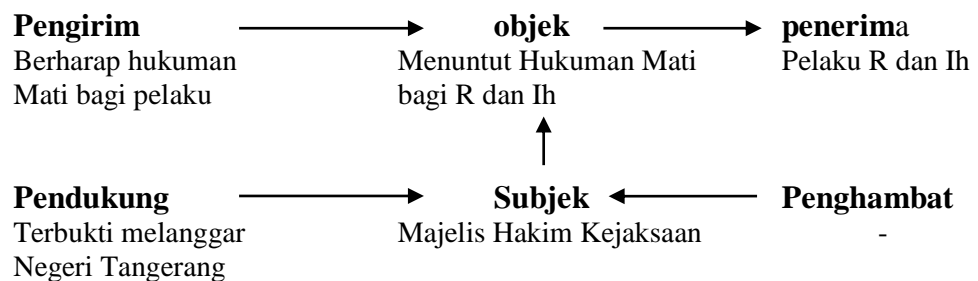 Pengirim objek penerima
Berharap hukuman Menuntut Hukuman Mati Pelaku R dan Ih
Mati bagi pelaku bagi R dan Ih
Pendukung Subjek Penghambat
Terbukti melanggar Majelis Hakim Kejaksaan -
Negeri Tangerang